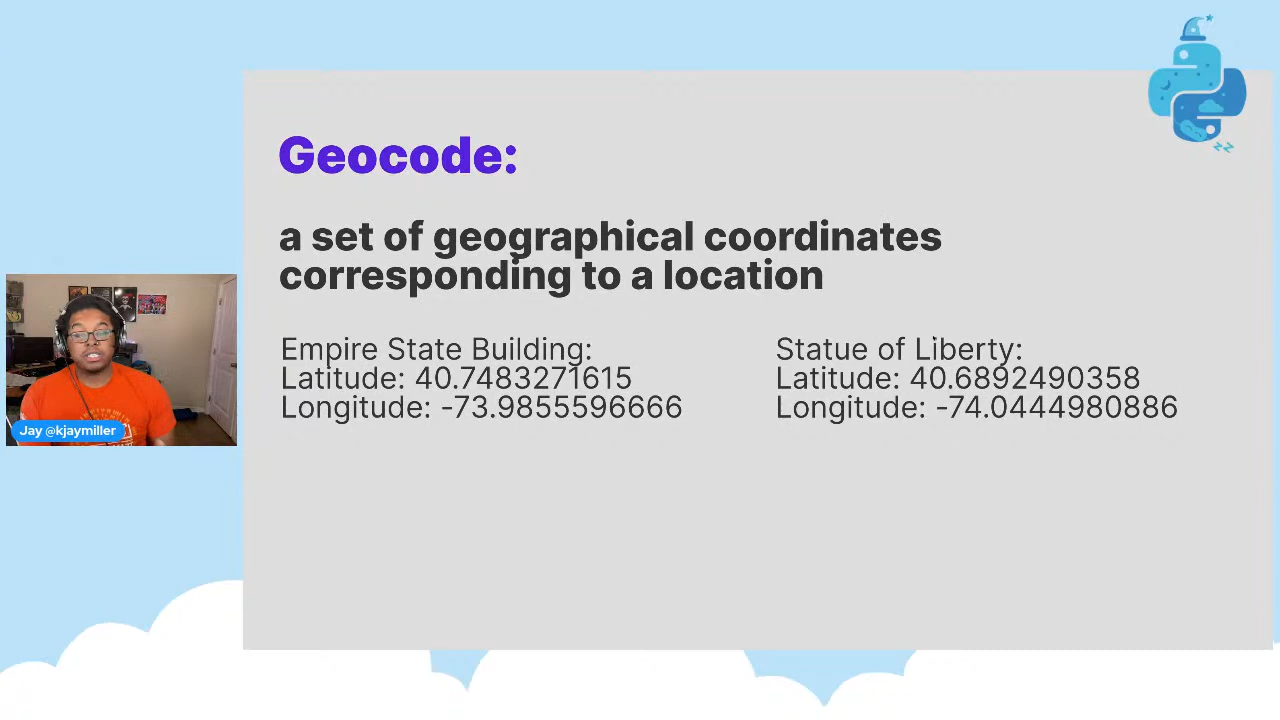 Geocode:
a set of geographical coordinates
corresponding to a location
Empire State Building:
Latitude: 40.7483271615
Longitude: -73.9855596666
Statue of Liberty:
Latitude: 40.6892490358
Longitude: -74.0444980886
Jay @kjaymiller
zz